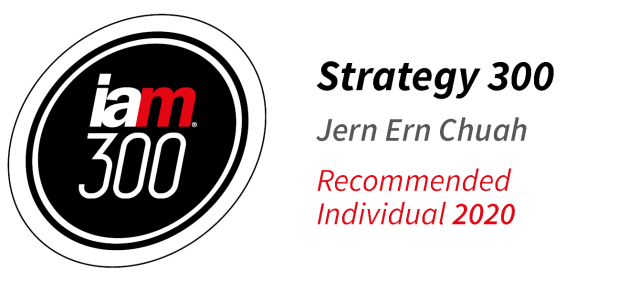 iam®
300
Strategy 300
Jern Ern Chuah
Recommended
Individual 2020